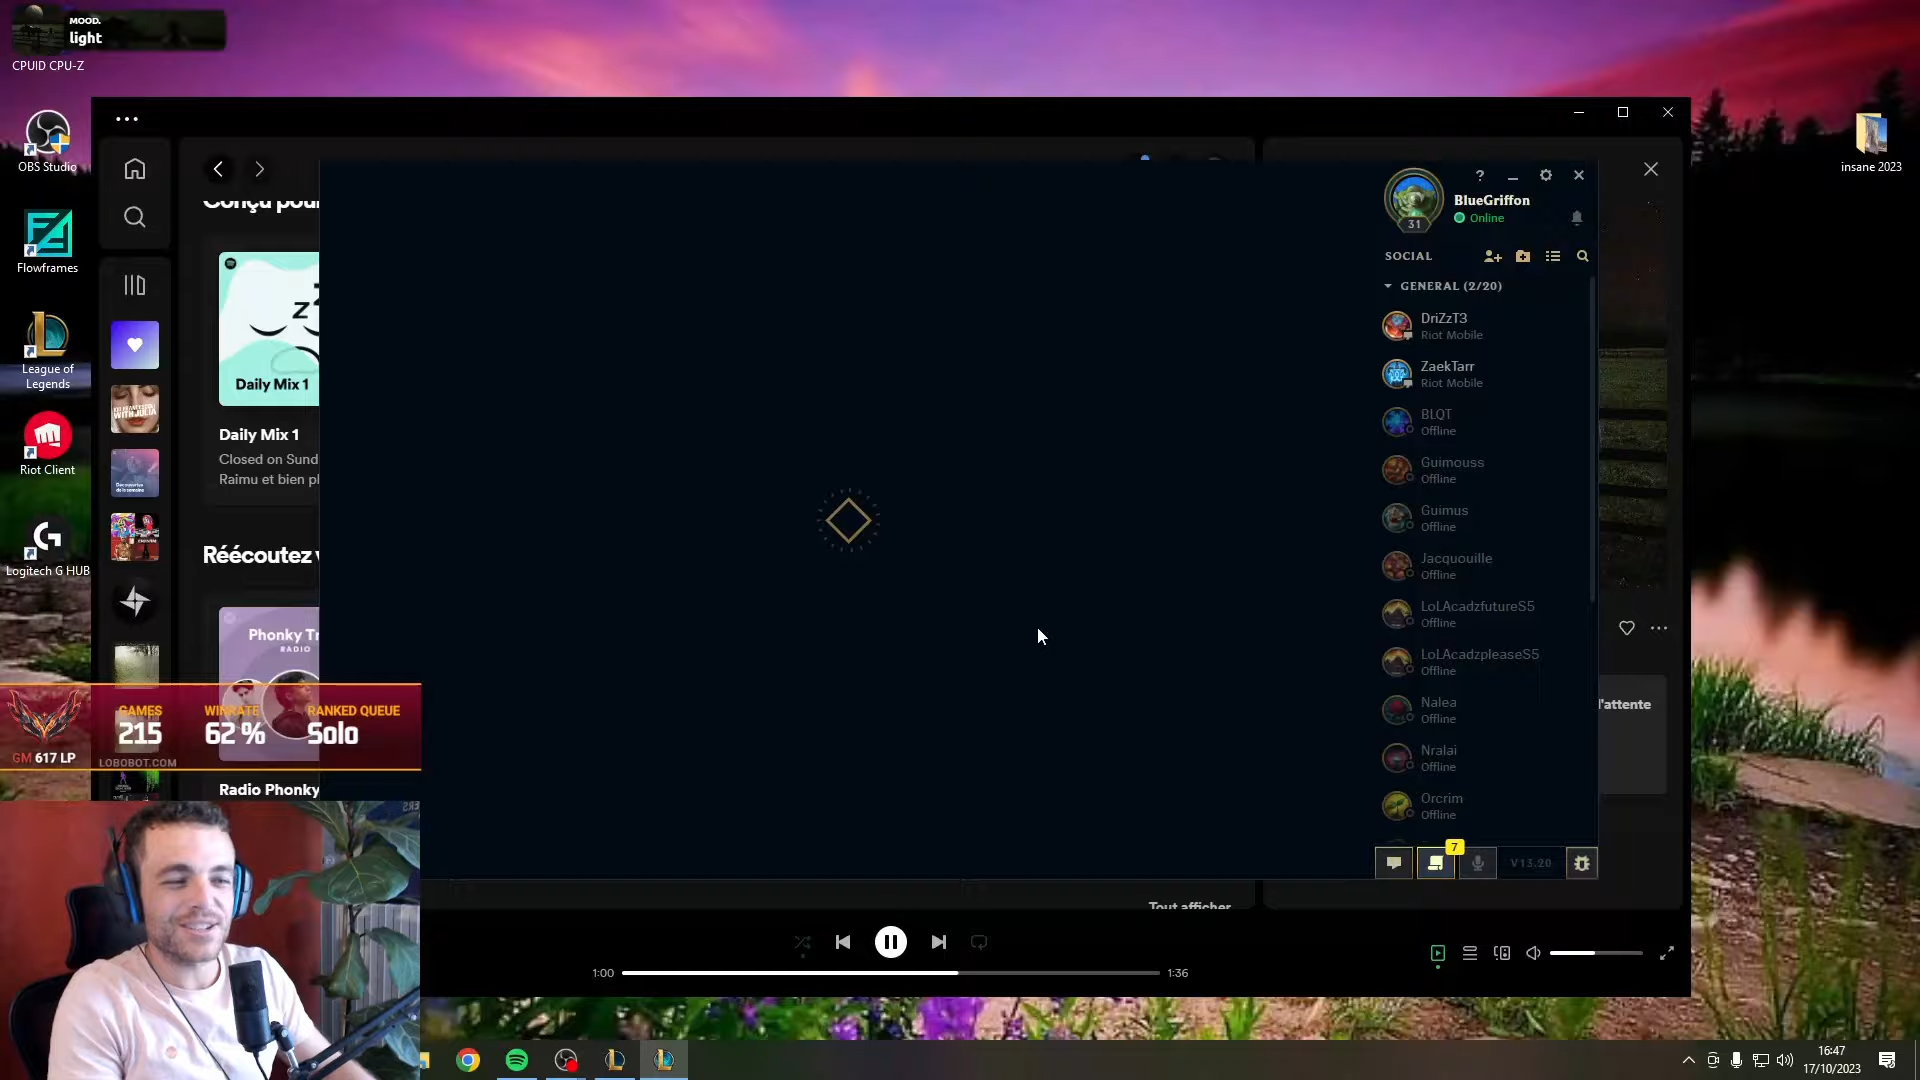 MOOD.
light
CPUID CPU-Z
OBS Studio
Flowframes
League of
Legends
Riot Client
Logitech G HUB
insane 2023
Conçu pour
Daily Mix 1
Daily Mix 1
Closed on Sund
Raimu et bien pl
Réécoutez
Phonky Tr
RADIO
Radio Phonky
GAMES
215
WINRATE
62 %
RANKED QUEUE
Solo
GM 617 LP
LOBOBOT.COM
BlueGriffon
31
Online
SOCIAL
GENERAL (2/20)
DriZzT3
Riot Mobile
ZaekTarr
Riot Mobile
BLQT
Offline
Guimouss
Offline
Guimus
Offline
Jacquouille
Offline
LoLAcadzfutureS5
Offline
LoLAcadzpleaseS5
Offline
Nalea
Offline
Nralai
Offline
Orcrim
Offline
7
V13.20
l'attente
Tout afficher
1:00
1:36
16:47
17/10/2023